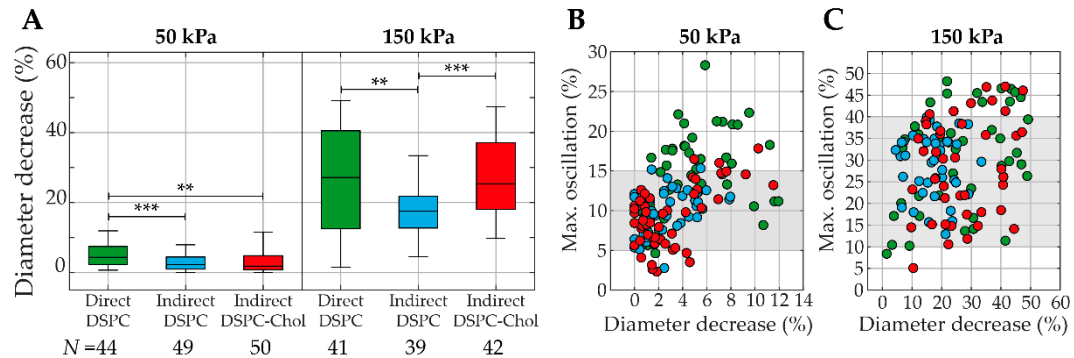 A
50 kPa
150 kPa
Diameter decrease (%)
60
40
20
0
***
**
**
***
Direct
DSPC
Indirect
DSPC
Indirect
DSPC-Chol
Direct
DSPC
Indirect
DSPC
Indirect
DSPC-Chol
N =44
49
50
41
39
42
B
50 kPa
Max. oscillation (%)
30
25
20
15
10
5
0
0
2
4
6
8
10
12
14
Diameter decrease (%)
C
150 kPa
Max. oscillation (%)
50
45
40
35
30
25
20
15
10
5
0
0
10
20
30
40
50
60
Diameter decrease (%)